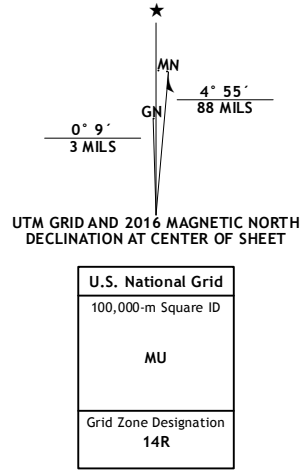 ★
MN
4° 55´
88 MILS
GN
0° 9´
3 MILS
UTM GRID AND 2016 MAGNETIC NORTH
DECLINATION AT CENTER OF SHEET
U.S. National Grid
100,000-m Square ID
MU
Grid Zone Designation
14R